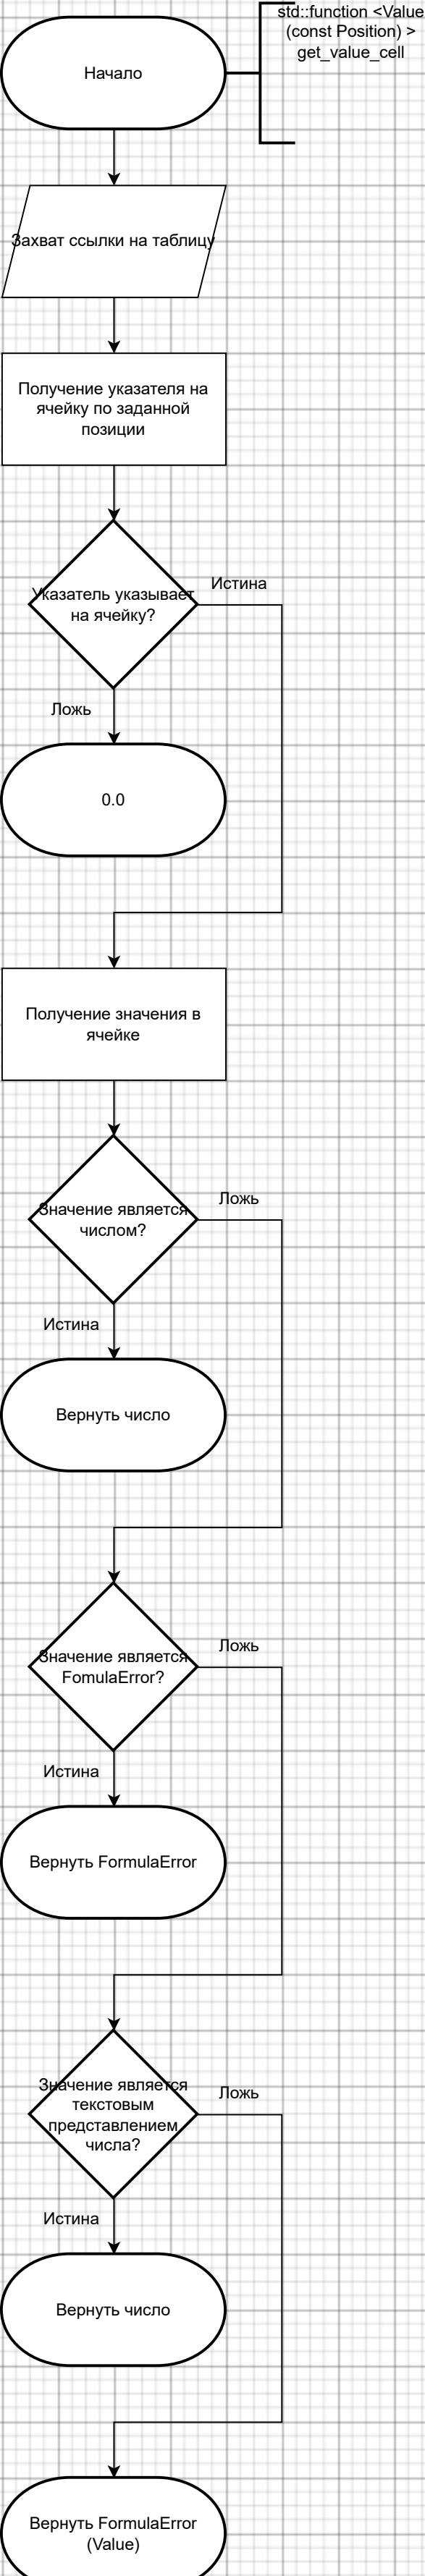 std::function <Value
(const Position) >
get_value_cell
Начало
Захват ссылки на таблицу
Получение указателя на
ячейку по заданной
позиции
Указатель указывает
на ячейку?
Истина
Ложь
0.0
Получение значения в
ячейке
Значение является
числом?
Ложь
Истина
Вернуть число
Значение является
FomulaError?
Ложь
Истина
Вернуть FormulaError
Значение является
текстовым
представлением
числа?
Ложь
Истина
Вернуть число
Вернуть FormulaError
(Value)